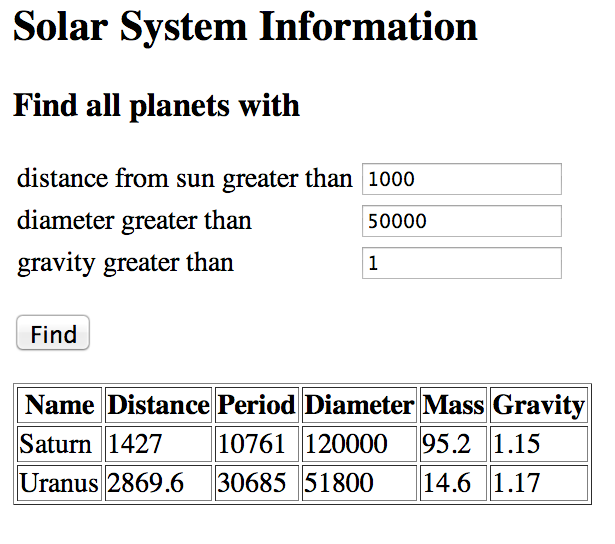 Solar System Information
Find all planets with
distance from sun greater than 1000
diameter greater than 50000
gravity greater than 1
Find
Name Distance Period Diameter Mass Gravity
Saturn 1427 10761 120000 95.2 1.15
Uranus 2869.6 30685 51800 14.6 1.17